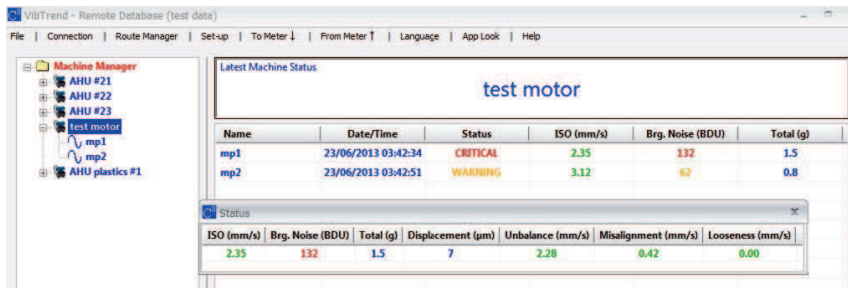 VibTrend - Remote Database (test data)
File | Connection | Route Manager | Set-up | To Meter ↓ | From Meter ↑ | Language | App Look | Help
Machine Manager
AHU #21
AHU #22
AHU #23
test motor
mp1
mp2
AHU plastics #1
Latest Machine Status
test motor
Name Date/Time Status ISO (mm/s) Brg. Noise (BDU) Total (g)
mp1 23/06/2013 03:42:34 CRITICAL 2.35 132 1.5
mp2 23/06/2013 03:42:51 WARNING 3.12 62 0.8
Status
ISO (mm/s) Brg. Noise (BDU) Total (g) Displacement (μm) Unbalance (mm/s) Misalignment (mm/s) Looseness (mm/s)
2.35 132 1.5 7 2.28 0.42 0.00